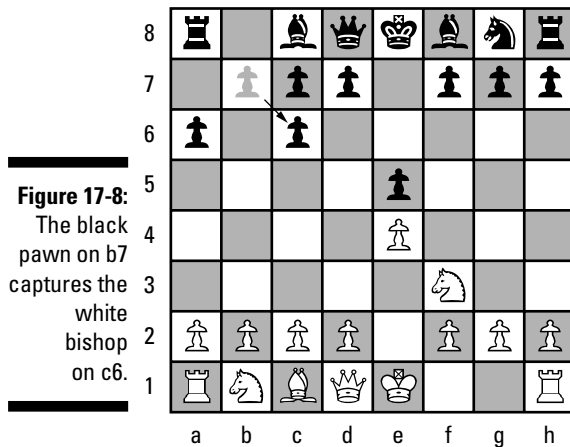 Figure 17-8:
The black
pawn on b7
captures the
white
bishop
on c6.
8
7
6
5
4
3
2
1
a b c d e f g h